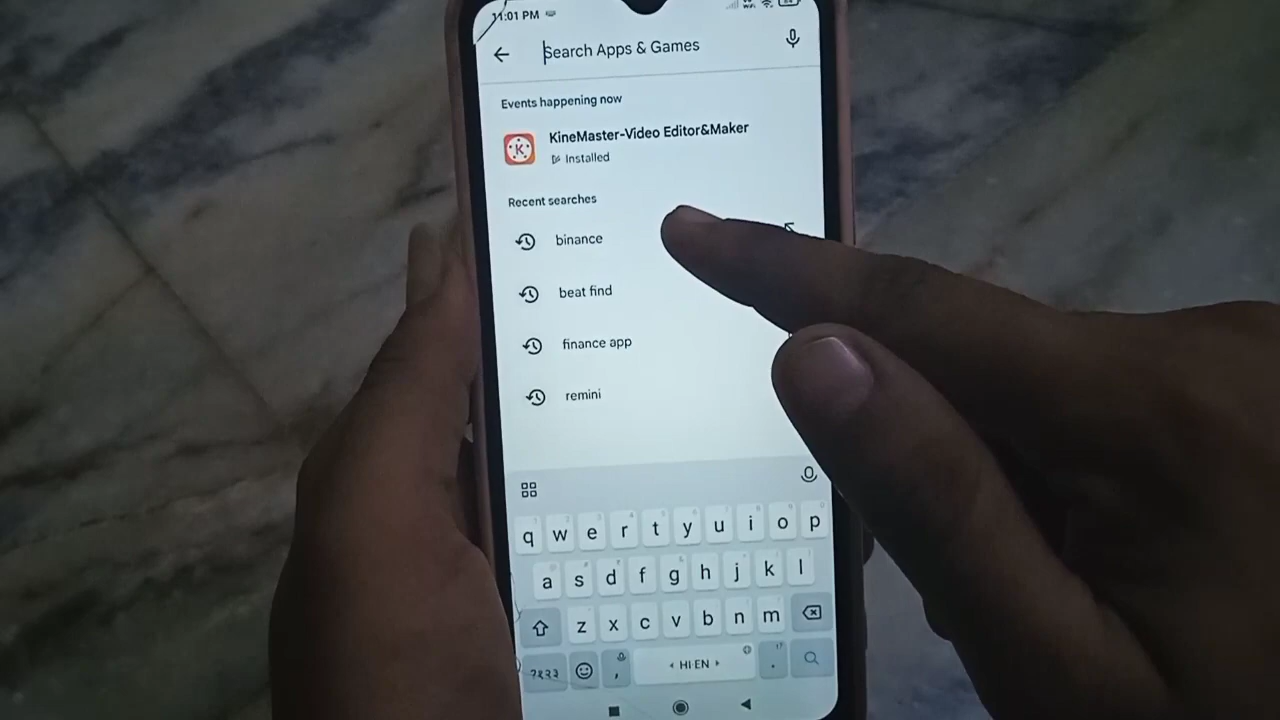 11:01 PM
Search Apps & Games
Events happening now
KineMaster-Video Editor&Maker
Installed
Recent searches
binance
beat find
finance app
remini
q w e r t y u i o p
a s d f g h j k l
z x c v b n m
?१२३ , HI·EN .